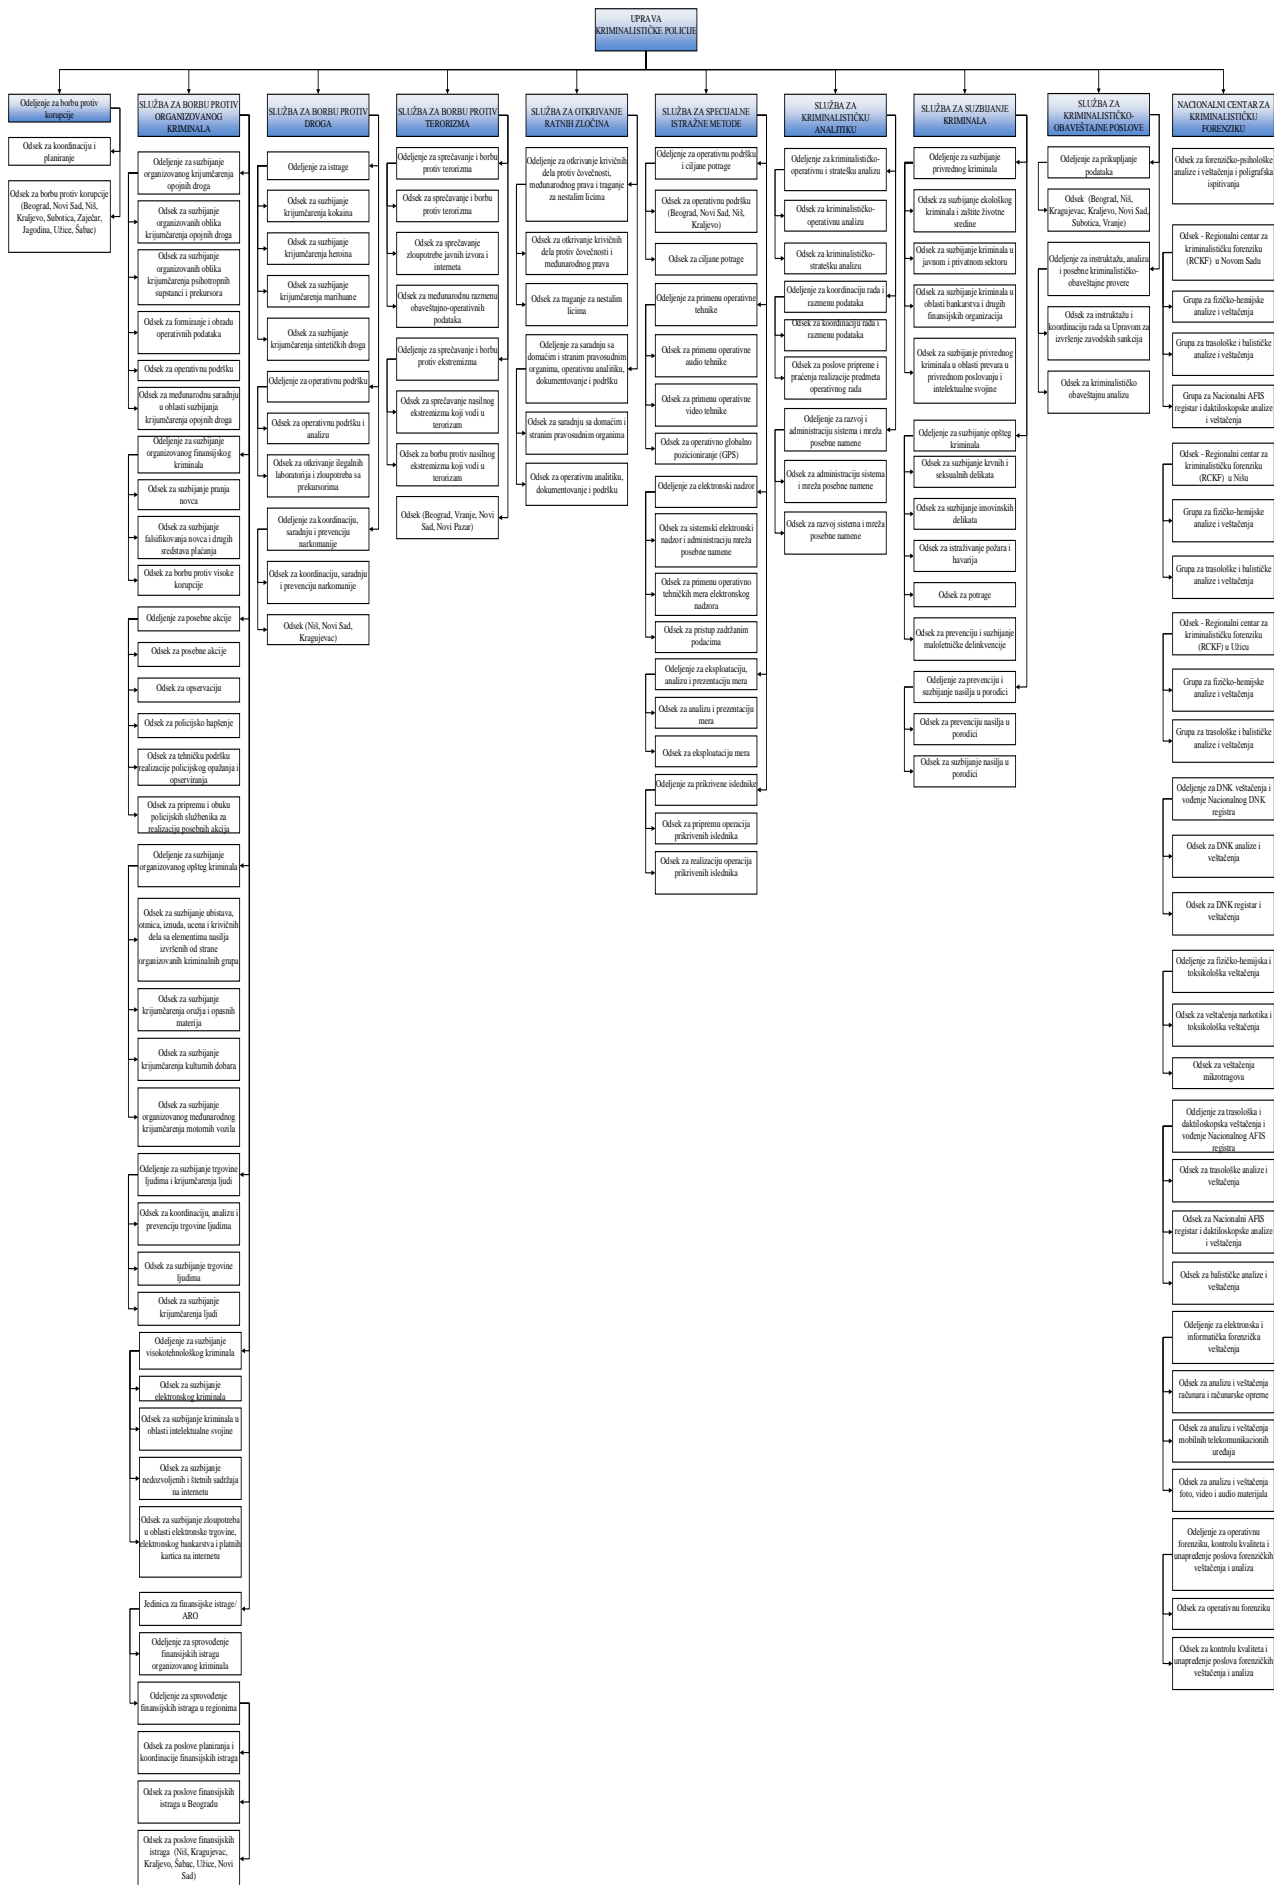 UPRAVA
KRIMINALISTIČKE POLICIJE
Odeljenje za borbu protiv
korupcije
Odsek za koordinaciju i
planiranje
Odsek za borbu protiv korupcije
(Beograd, Novi Sad, Niš,
Kraljevo, Subotica, Zaječar,
Jagodina, Užice, Šabac)
SLUŽBA ZA BORBU PROTIV
ORGANIZOVANOG
KRIMINALA
Odeljenje za suzbijanje
organizovanog krijumčarenja
opojnih droga
Odsek za suzbijanje
organizovanih oblika
krijumčarenja opojnih droga
Odsek za suzbijanje
organizovanih oblika
krijumčarenja psihotropnih
supstanci i prekursora
Odsek za formiranje i obradu
operativnih podataka
Odsek za operativnu podršku
Odsek za međunarodnu saradnju
u oblasti suzbijanja
krijumčarenja opojnih droga
Odeljenje za suzbijanje
organizovanog finansijskog
kriminala
Odsek za suzbijanje pranja
novca
Odsek za suzbijanje
falsifikovanja novca i drugih
sredstava plaćanja
Odsek za borbu protiv visoke
korupcije
Odeljenje za posebne akcije
Odsek za posebne akcije
Odsek za opservaciju
Odsek za policijsko hapšenje
Odsek za tehničku podršku
realizacije policijskog opažanja i
opserviranja
Odsek za pripremu i obuku
policijskih službenika za
realizaciju posebnih akcija
Odeljenje za suzbijanje
organizovanog opšteg kriminala
Odsek za suzbijanje ubistava,
otmica, iznuda, ucena i krivičnih
dela sa elementima nasilja
izvršenih od strane
organizovanih kriminalnih grupa
Odsek za suzbijanje
krijumčarenja oružja i opasnih
materija
Odsek za suzbijanje
krijumčarenja kulturnih dobara
Odsek za suzbijanje
organizovanog međunarodnog
krijumčarenja motornih vozila
Odeljenje za suzbijanje trgovine
ljudima i krijumčarenja ljudi
Odsek za koordinaciju, analizu i
prevenciju trgovine ljudima
Odsek za suzbijanje trgovine
ljudima
Odsek za suzbijanje
krijumčarenja ljudi
Odeljenje za suzbijanje
visokotehnološkog kriminala
Odsek za suzbijanje
elektronskog kriminala
Odsek za suzbijanje kriminala u
oblasti intelektualne svojine
Odsek za suzbijanje
nedozvoljenih i štetnih sadržaja
na internetu
Odsek za suzbijanje zloupotreba
u oblasti elektronske trgovine,
elektronskog bankarstva i platnih
kartica na internetu
Jedinica za finansijske istrage/
ARO
Odeljenje za sprovođenje
finansijskih istraga
organizovanog kriminala
Odeljenje za sprovođenje
finansijskih istraga u regionima
Odsek za poslove planiranja i
koordinacije finansijskih istraga
Odsek za poslove finansijskih
istraga u Beogradu
Odsek za poslove finansijskih
istraga (Niš, Kragujevac,
Kraljevo, Šabac, Užice, Novi
Sad)
SLUŽBA ZA BORBU PROTIV
DROGA
Odeljenje za istrage
Odsek za suzbijanje
krijumčarenja kokaina
Odsek za suzbijanje
krijumčarenja heroina
Odsek za suzbijanje
krijumčarenja marihuane
Odsek za suzbijanje
krijumčarenja sintetičkih droga
Odeljenje za operativnu podršku
Odsek za operativnu podršku i
analizu
Odsek za otkrivanje ilegalnih
laboratorija i zloupotreba sa
prekursorima
Odeljenje za koordinaciju,
saradnju i prevenciju
narkomanije
Odsek za koordinaciju, saradnju
i prevenciju narkomanije
Odsek (Niš, Novi Sad,
Kragujevac)
SLUŽBA ZA BORBU PROTIV
TERORIZMA
Odeljenje za sprečavanje i borbu
protiv terorizma
Odsek za sprečavanje i borbu
protiv terorizma
Odsek za sprečavanje
zloupotrebe javnih izvora i
interneta
Odsek za međunarodnu razmenu
obaveštajno-operativnih
podataka
Odeljenje za sprečavanje i borbu
protiv ekstremizma
Odsek za sprečavanje nasilnog
ekstremizma koji vodi u
terorizam
Odsek za borbu protiv nasilnog
ekstremizma koji vodi u
terorizam
Odsek (Beograd, Vranje, Novi
Sad, Novi Pazar)
SLUŽBA ZA OTKRIVANJE
RATNIH ZLOČINA
Odeljenje za otkrivanje krivičnih
dela protiv čovečnosti,
međunarodnog prava i traganje
za nestalim licima
Odsek za otkrivanje krivičnih
dela protiv čovečnosti i
međunarodnog prava
Odsek za traganje za nestalim
licima
Odeljenje za saradnju sa
domaćim i stranim pravosudnim
organima, operativnu analitiku,
dokumentovanje i podršku
Odsek za saradnju sa domaćim i
stranim pravosudnim organima
Odsek za operativnu analitiku,
dokumentovanje i podršku
SLUŽBA ZA SPECIJALNE
ISTRAŽNE METODE
Odeljenje za operativnu podršku
i ciljane potrage
Odsek za operativnu podršku
(Beograd, Novi Sad, Niš,
Kraljevo)
Odsek za ciljane potrage
Odeljenje za primenu operativne
tehnike
Odsek za primenu operativne
audio tehnike
Odsek za primenu operativne
video tehnike
Odsek za operativno globalno
pozicioniranje (GPS)
Odeljenje za elektronski nadzor
Odsek za sistemski elektronski
nadzor i administraciju mreža
posebne namene
Odsek za primenu operativno
tehničkih mera elektronskog
nadzora
Odsek za pristup zadržanim
podacima
Odeljenje za eksploataciju,
analizu i prezentaciju mera
Odsek za analizu i prezentaciju
mera
Odsek za eksploataciju mera
Odeljenje za prikrivene islednike
Odsek za pripremu operacija
prikrivenih islednika
Odsek za realizaciju operacija
prikrivenih islednika
SLUŽBA ZA
KRIMINALISTIČKU
ANALITIKU
Odeljenje za kriminalističko-
operativnu i stratešku analizu
Odsek za kriminalističko-
operativnu analizu
Odsek za kriminalističko-
stratešku analizu
Odeljenje za koordinaciju rada i
razmenu podataka
Odsek za koordinaciju rada i
razmenu podataka
Odsek za poslove pripreme i
praćenja realizacije predmeta
operativnog rada
Odeljenje za razvoj i
administraciju sistema i mreža
posebne namene
Odsek za administraciju sistema
i mreža posebne namene
Odsek za razvoj sistema i mreža
posebne namene
SLUŽBA ZA SUZBIJANJE
KRIMINALA
Odeljenje za suzbijanje
privrednog kriminala
Odsek za suzbijanje ekološkog
kriminala i zaštite životne
sredine
Odsek za suzbijanje kriminala u
javnom i privatnom sektoru
Odsek za suzbijanje kriminala u
oblasti bankarstva i drugih
finansijskih organizacija
Odsek za suzbijanje privrednog
kriminala u oblasti prevara u
privrednom poslovanju i
intelektualne svojine
Odeljenje za suzbijanje opšteg
kriminala
Odsek za suzbijanje krvnih i
seksualnih delikata
Odsek za suzbijanje imovinskih
delikata
Odsek za istraživanje požara i
havarija
Odsek za potrage
Odsek za prevenciju i suzbijanje
maloletničke delinkvencije
Odeljenje za prevenciju i
suzbijanje nasilja u porodici
Odsek za prevenciju nasilja u
porodici
Odsek za suzbijanje nasilja u
porodici
SLUŽBA ZA
KRIMINALISTIČKO-
OBAVEŠTAJNE POSLOVE
Odeljenje za prikupljanje
podataka
Odsek (Beograd, Niš,
Kragujevac, Kraljevo, Novi Sad,
Subotica, Vranje)
Odeljenje za instruktažu, analizu
i posebne kriminalističko-
obaveštajne provere
Odsek za instruktažu i
koordinaciju rada sa Upravom za
izvršenje zavodskih sankcija
Odsek za kriminalističko
obaveštajnu analizu
NACIONALNI CENTAR ZA
KRIMINALISTIČKU
FORENZIKU
Odsek za forenzičko-psihološke
analize i veštačenja i poligrafska
ispitivanja
Odsek - Regionalni centar za
kriminalističku forenziku
(RCKF) u Novom Sadu
Grupa za fizičko-hemijske
analize i veštačenja
Grupa za trasološke i balističke
analize i veštačenja
Grupa za Nacionalni AFIS
registar i daktiloskopske analize
i veštačenja
Odsek - Regionalni centar za
kriminalističku forenziku
(RCKF) u Nišu
Grupa za fizičko-hemijske
analize i veštačenja
Grupa za trasološke i balističke
analize i veštačenja
Odsek - Regionalni centar za
kriminalističku forenziku
(RCKF) u Užicu
Grupa za fizičko-hemijske
analize i veštačenja
Grupa za trasološke i balističke
analize i veštačenja
Odeljenje za DNK veštačenja i
vođenje Nacionalnog DNK
registra
Odsek za DNK analize i
veštačenja
Odsek za DNK registar i
veštačenja
Odeljenje za fizičko-hemijska i
toksikološka veštačenja
Odsek za veštačenja narkotika i
toksikološka veštačenja
Odsek za veštačenja
mikrotragova
Odeljenje za trasološka i
daktiloskopska veštačenja i
vođenje Nacionalnog AFIS
registra
Odsek za trasološke analize i
veštačenja
Odsek za Nacionalni AFIS
registar i daktiloskopske analize
i veštačenja
Odsek za balističke analize i
veštačenja
Odeljenje za elektronska i
informatička forenzička
veštačenja
Odsek za analizu i veštačenja
računara i računarske opreme
Odsek za analizu i veštačenja
mobilnih telekomunikacionih
uređaja
Odsek za analizu i veštačenja
foto, video i audio materijala
Odeljenje za operativnu
forenziku, kontrolu kvaliteta i
unapređenje poslova forenzičkih
veštačenja i analiza
Odsek za operativnu forenziku
Odsek za kontrolu kvaliteta i
unapređenje poslova forenzičkih
veštačenja i analiza